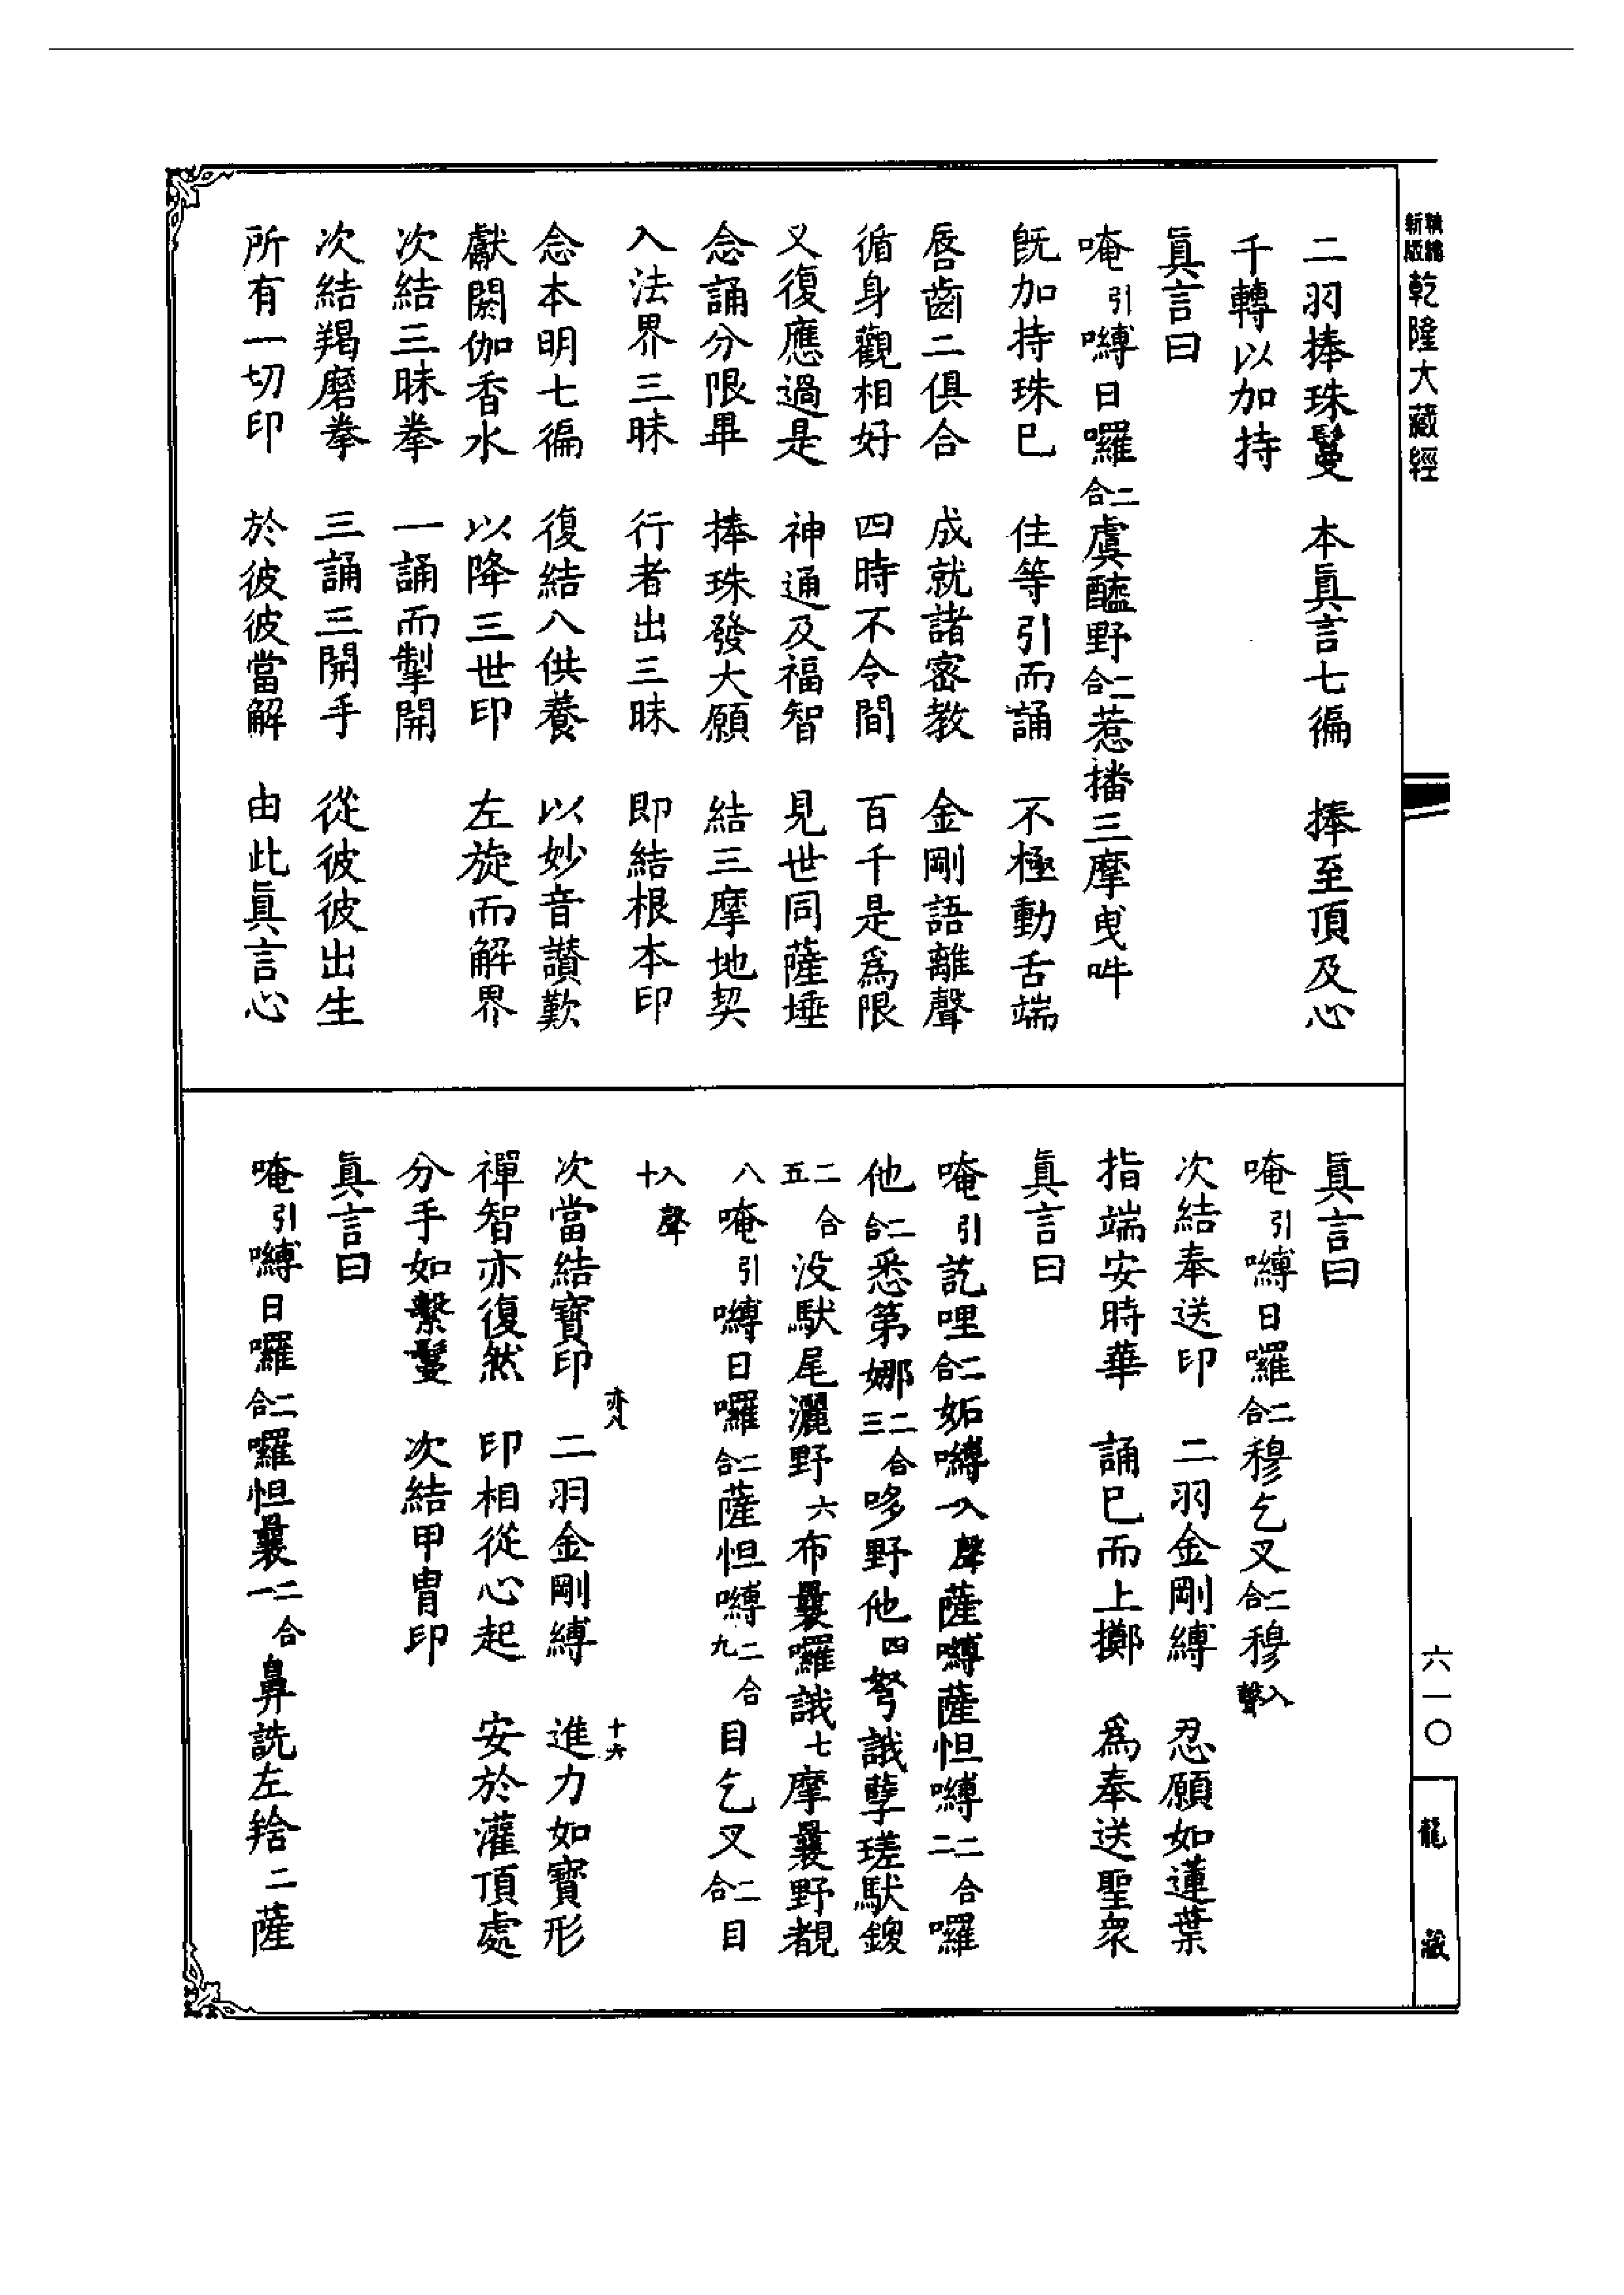 新編縮版乾隆大藏經
二羽捧珠鬘　本眞言七徧　捧至頂及心
千轉以加持
眞言曰
唵引嚩日囉二合虞醯野二合惹播三摩曵吽
旣加持珠已　住等引而誦　不極動舌端
唇齒二俱合　成就諸密教　金剛語離聲
循身觀相好　四時不令間　百千是爲限
又復應過是　神通及福智　見世同薩埵
念誦分限畢　捧珠發大願　結三摩地契
入法界三昧　行者出三昧　即結根本印
念本明七徧　復結八供養　以妙音讚歎
獻閼伽香水　以降三世印　左旋而解界
次結三昧拳　一誦而掣開
次結羯磨拳　三誦三開手　從彼彼出生
所有一切印　於彼彼當解　由此眞言心
眞言曰
唵引嚩日囉二合穆乞叉二合穆入聲
次結奉送印　二羽金剛縛　忍願如蓮葉
指端安時華　誦已而上擲　爲奉送聖衆
眞言曰
唵引訖哩二合妬嚩入聲一薩嚩薩怛嚩二合二囉
他二合悉第娜二合三哆野他四孥誐孽瑳馱鑁
二合五沒馱尾灑野六布曩囉誐七摩曩野覩
八唵引嚩日囉二合薩怛嚩二合九目乞叉二合目
入聲十
次當結寶印　二羽金剛縛　進力如寶形
禪智亦復然　印相從心起　安於灌頂處
分手如繫鬘　次結甲胄印
眞言曰
唵引嚩日囉二合囉怛曩二合一鼻詵左𤙖二薩
亦八
十六
六一〇
龍藏